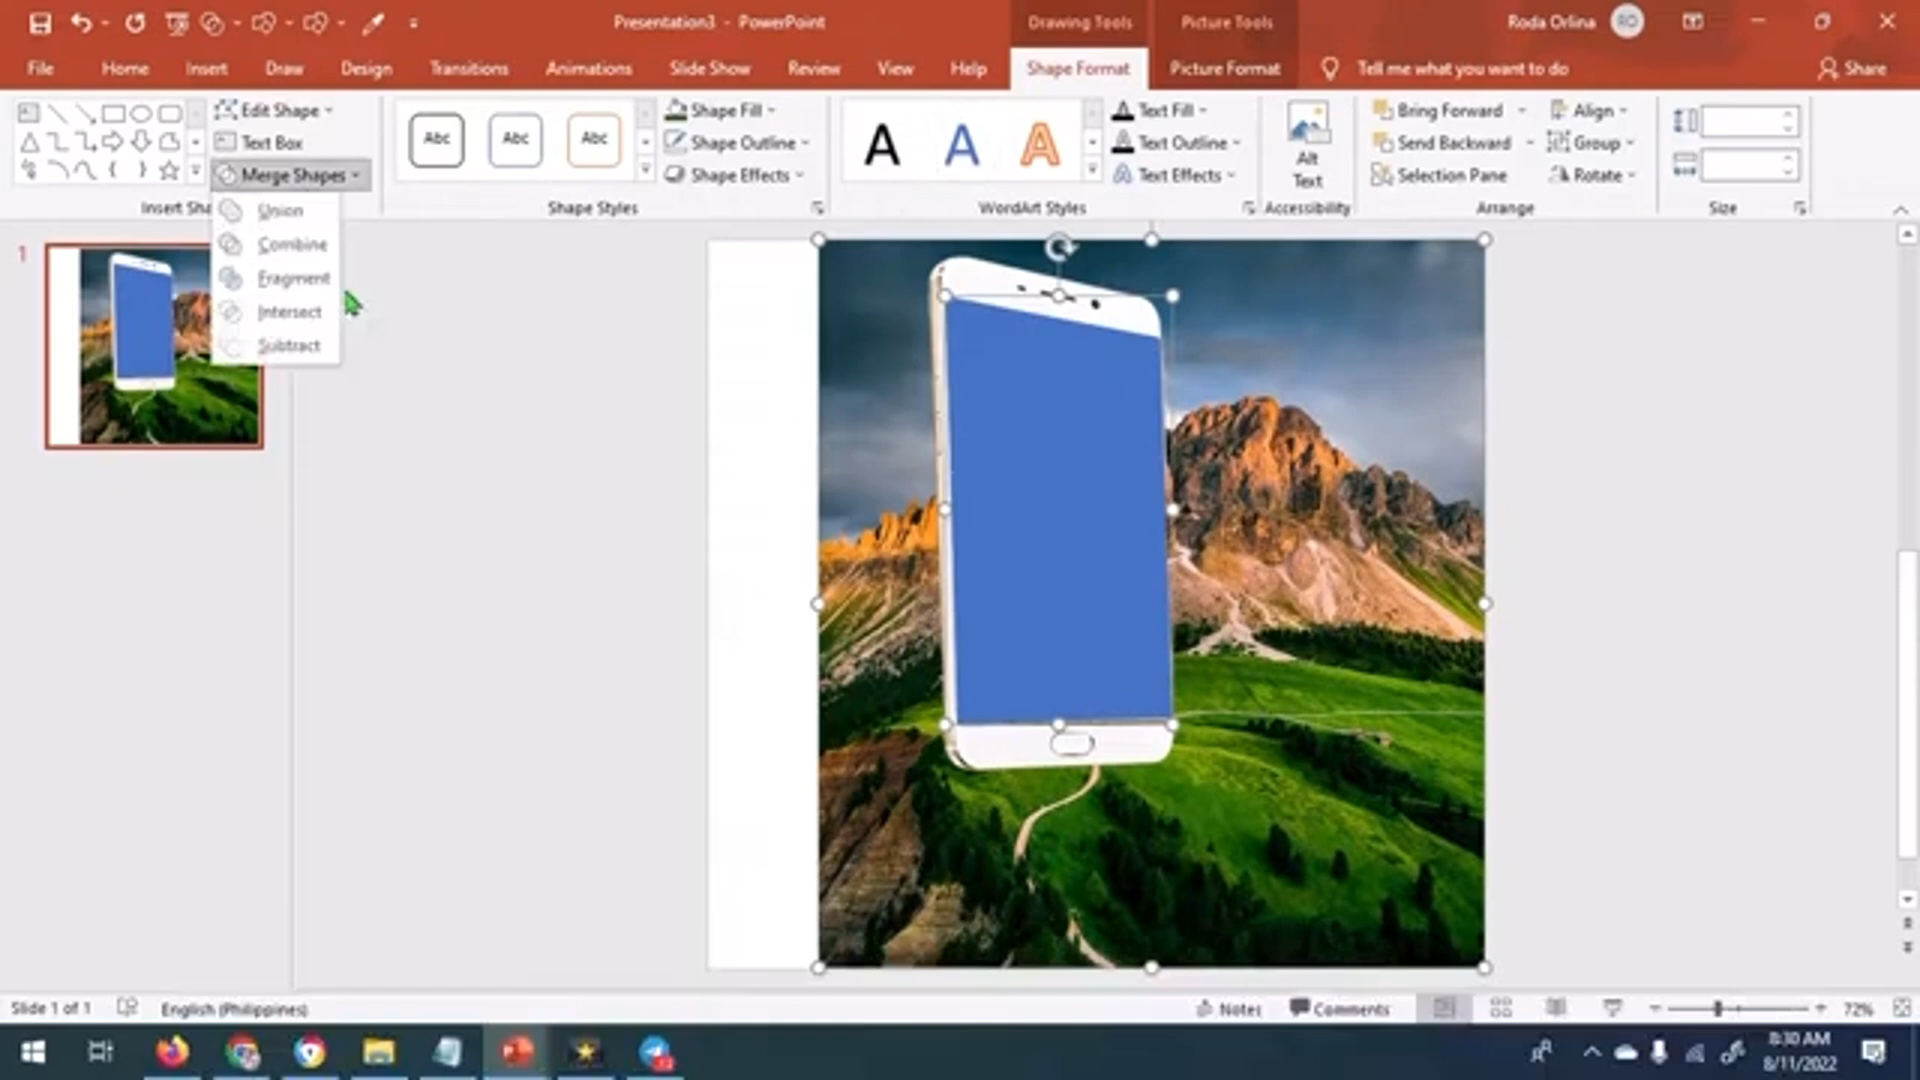 Presentation3 - PowerPoint
Drawing Tools
Picture Tools
Roda Orlina
RO
File
Home
Insert
Draw
Design
Transitions
Animations
Slide Show
Review
View
Help
Shape Format
Picture Format
Tell me what you want to do
Share
Edit Shape
Text Box
Merge Shapes
Insert Sha
Union
Combine
Fragment
Intersect
Subtract
Abc
Abc
Abc
Shape Fill
Shape Outline
Shape Effects
Shape Styles
A
A
A
Text Fill
Text Outline
Text Effects
WordArt Styles
Alt
Text
Accessibility
Bring Forward
Send Backward
Selection Pane
Align
Group
Rotate
Arrange
Size
1
Slide 1 of 1
English (Philippines)
Notes
Comments
72%
8:30 AM
8/11/2022